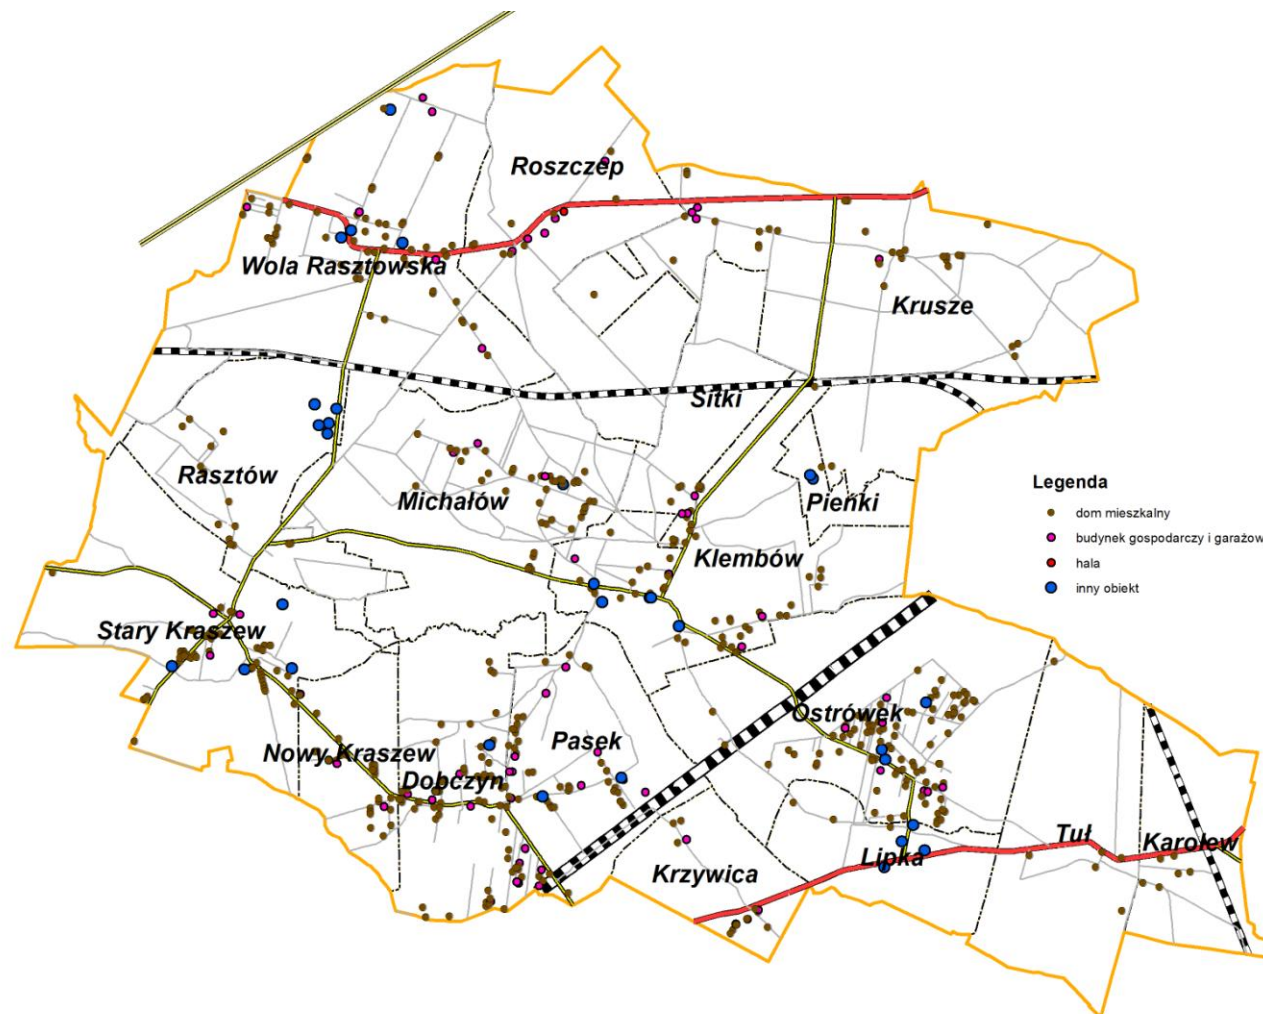 Roszczep
Wola Rasztowska
Krusze
Sitki
Rasztów
Michałów
Pieńki
Klembów
Stary Kraszew
Ostrówek
Pasek
Nowy Kraszew
Dobczyn
Tuł
Karolew
Lipka
Krzywica
Legenda
dom mieszkalny
budynek gospodarczy i garażow
hala
inny obiekt